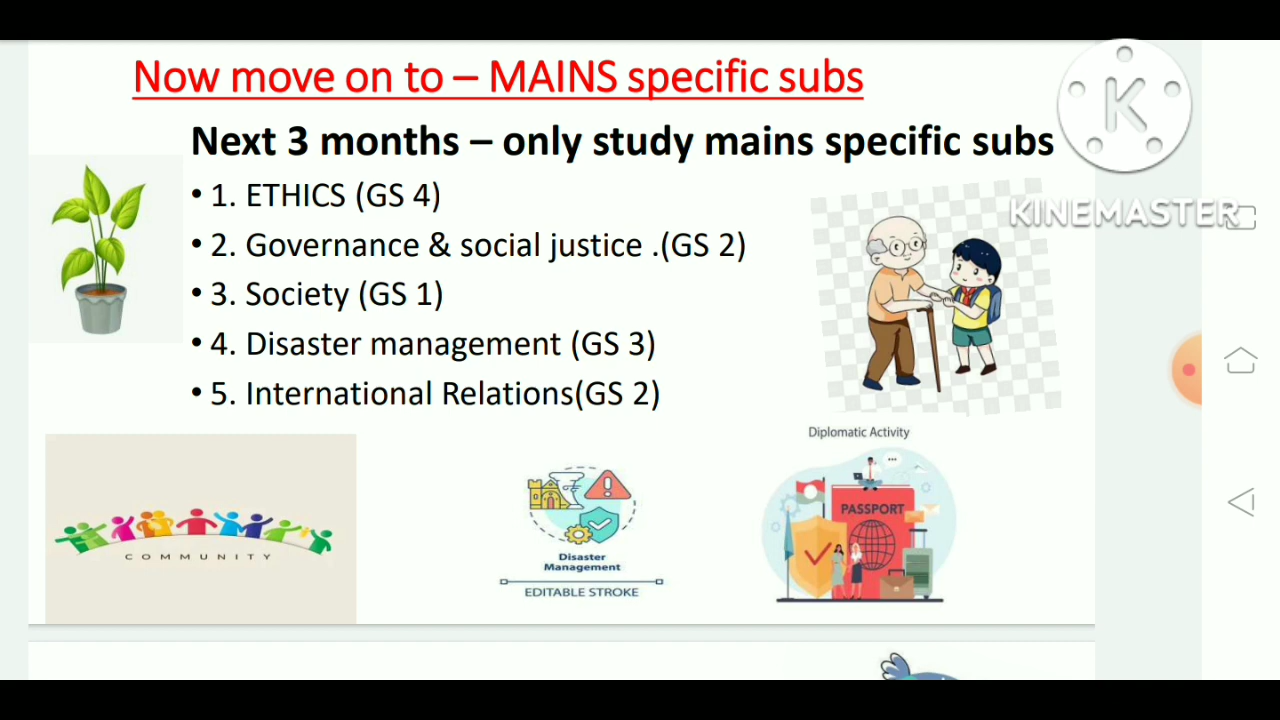 Now move on to – MAINS specific subs
Next 3 months – only study mains specific subs
K
KINEMASTER
• 1. ETHICS (GS 4)
• 2. Governance & social justice .(GS 2)
• 3. Society (GS 1)
• 4. Disaster management (GS 3)
• 5. International Relations(GS 2)
Diplomatic Activity
PASSPORT
COMMUNITY
Disaster
Management
EDITABLE STROKE